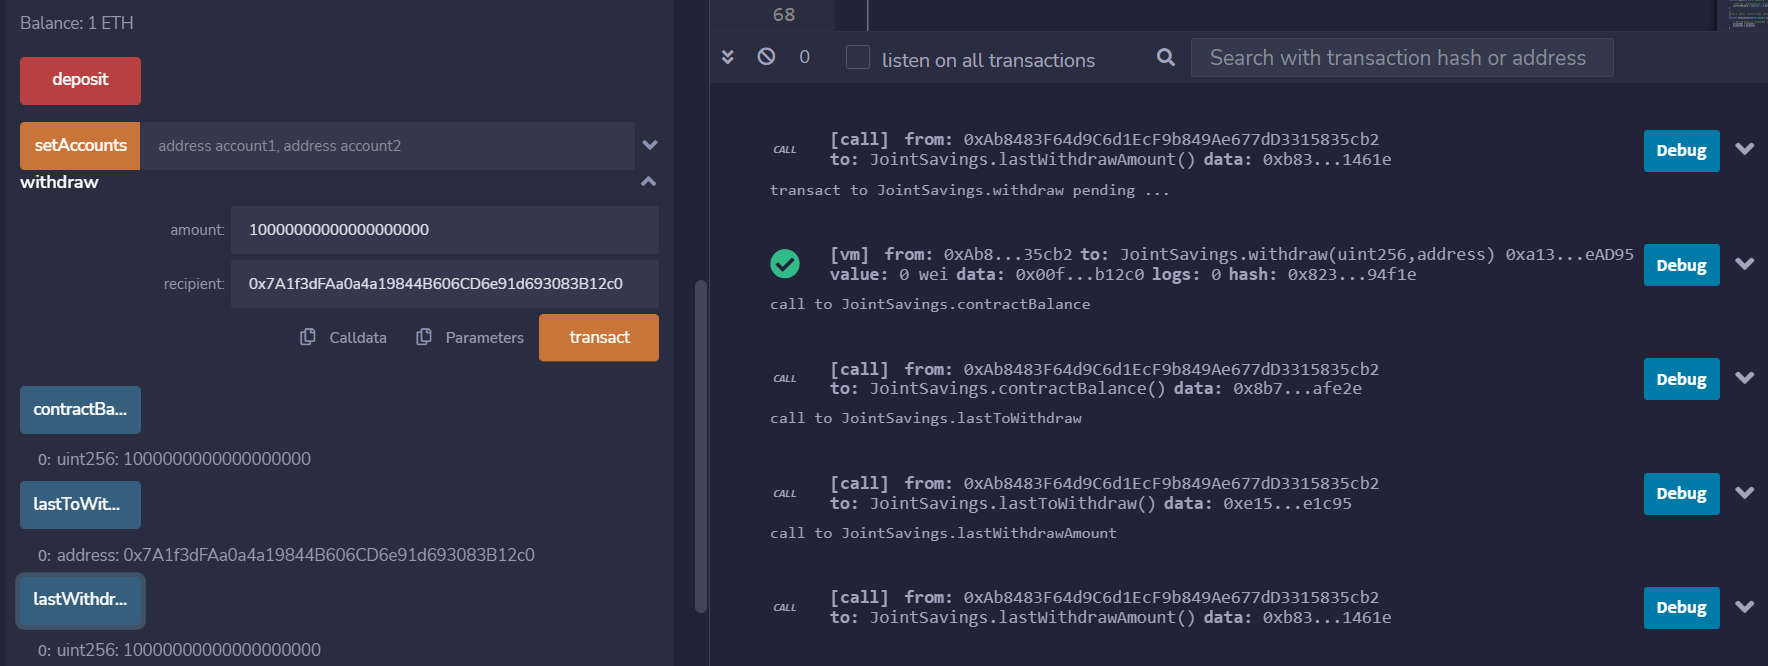 Balance: 1 ETH
deposit
setAccounts
address account1, address account2
withdraw
amount:
10000000000000000000
recipient:
0x7A1f3dFAa0a4a19844B606CD6e91d693083B12c0
Calldata
Parameters
transact
contractBa...
0: uint256: 1000000000000000000
lastToWit...
0: address: 0x7A1f3dFAa0a4a19844B606CD6e91d693083B12c0
lastWithdr...
0: uint256: 10000000000000000000
68
0
listen on all transactions
Search with transaction hash or address
CALL
[call] from: 0xAb8483F64d9C6d1EcF9b849Ae677dD3315835cb2
to: JointSavings.lastWithdrawAmount() data: 0xb83...1461e
Debug
transact to JointSavings.withdraw pending ...
[vm] from: 0xAb8...35cb2 to: JointSavings.withdraw(uint256,address) 0xa13...eAD95
value: 0 wei data: 0x00f...b12c0 logs: 0 hash: 0x823...94f1e
Debug
call to JointSavings.contractBalance
CALL
[call] from: 0xAb8483F64d9C6d1EcF9b849Ae677dD3315835cb2
to: JointSavings.contractBalance() data: 0x8b7...afe2e
Debug
call to JointSavings.lastToWithdraw
CALL
[call] from: 0xAb8483F64d9C6d1EcF9b849Ae677dD3315835cb2
to: JointSavings.lastToWithdraw() data: 0xe15...e1c95
Debug
call to JointSavings.lastWithdrawAmount
CALL
[call] from: 0xAb8483F64d9C6d1EcF9b849Ae677dD3315835cb2
to: JointSavings.lastWithdrawAmount() data: 0xb83...1461e
Debug